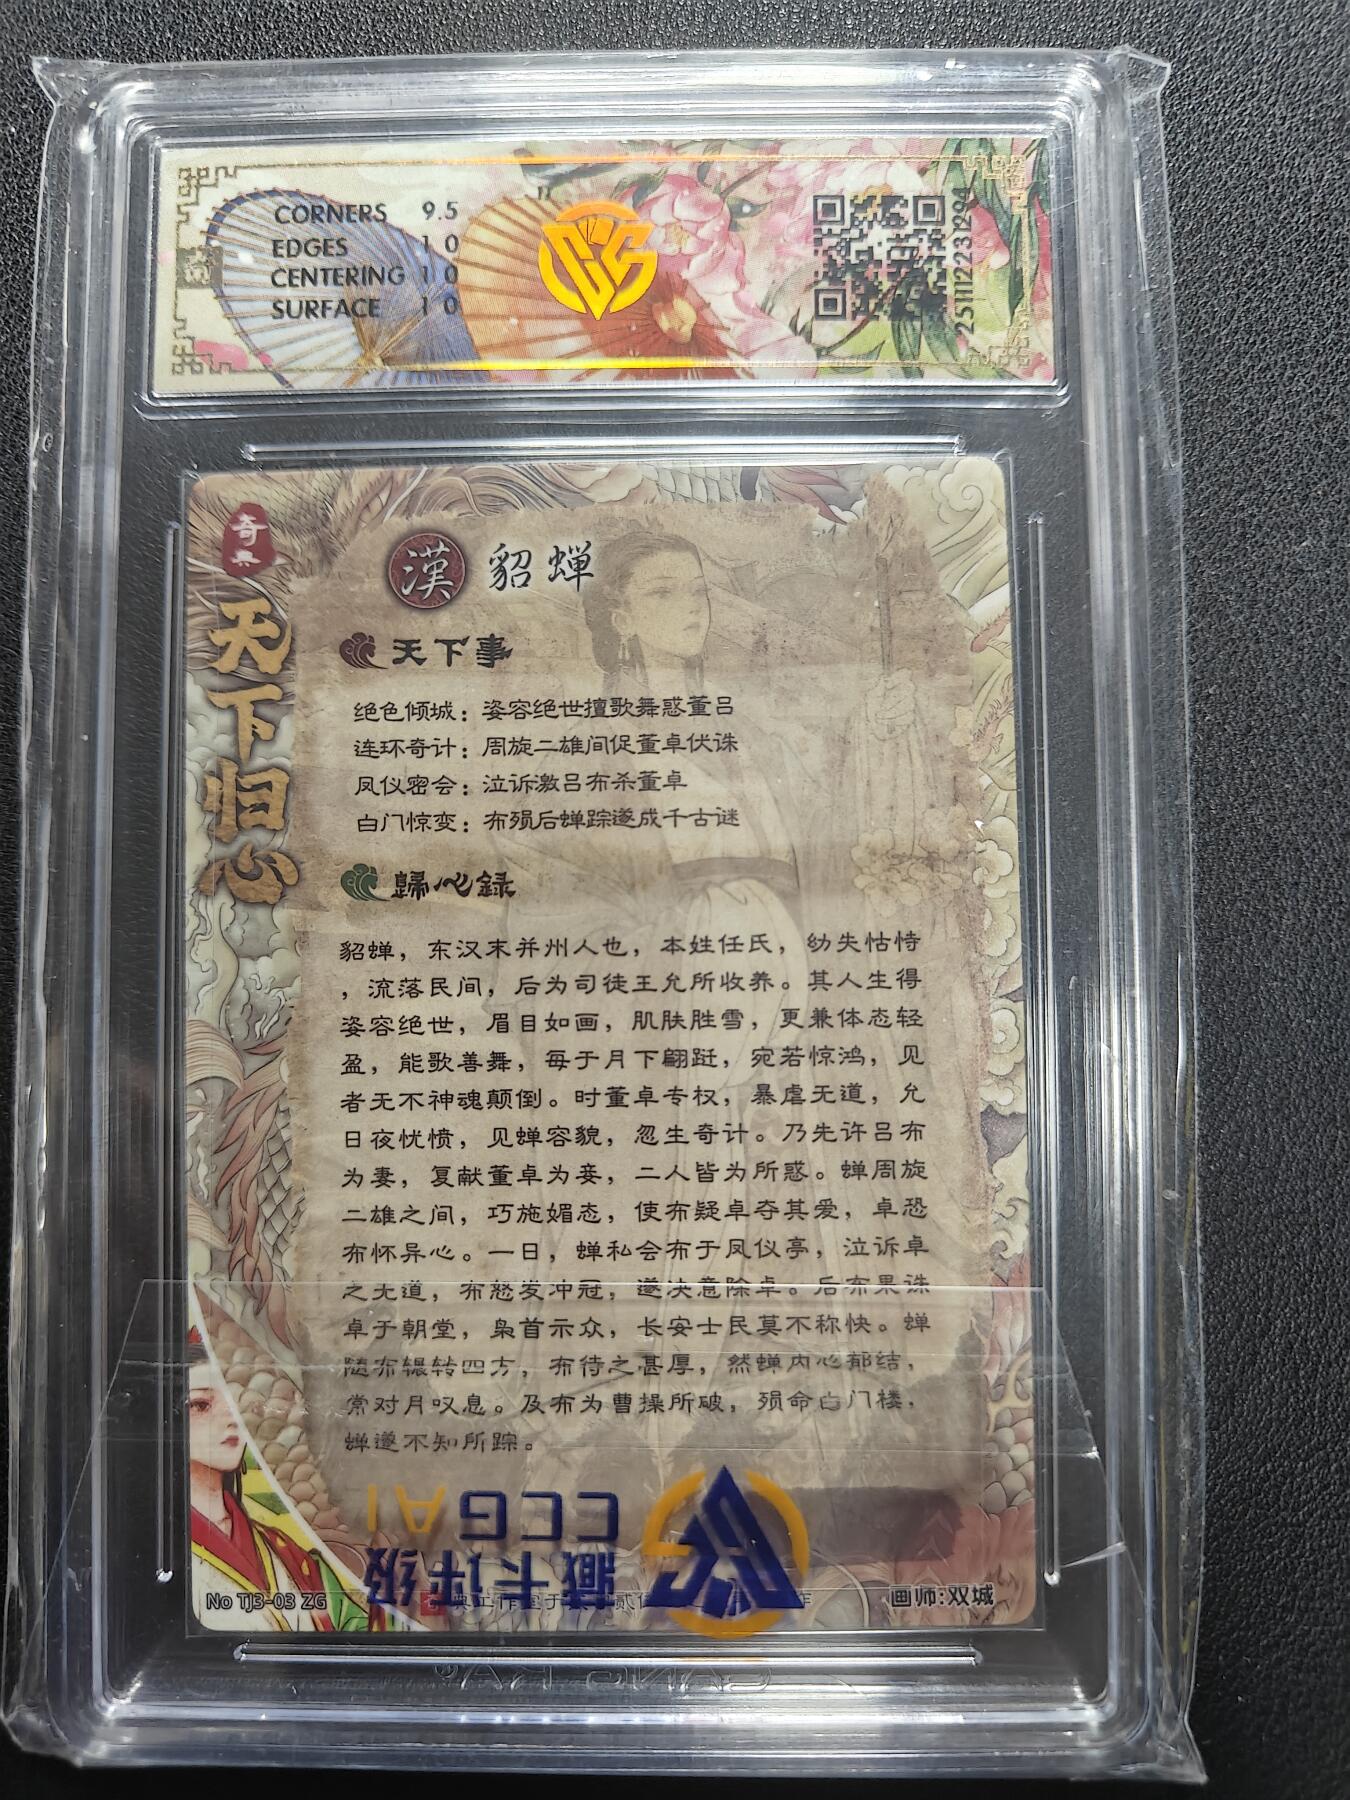 CORNERS 9.5
EDGES 10
CENTERING 10
SURFACE 10
2511122231294
奇典
天下归心
漢 貂蝉
天下事
绝色倾城：姿容绝世擅歌舞惑董吕
连环奇计：周旋二雄间促董卓伏诛
凤仪密会：泣诉激吕布杀董卓
白门惊变：布殒后蝉踪遂成千古谜
歸心録
貂蝉，东汉末并州人也，本姓任氏，幼失怙恃
，流落民间，后为司徒王允所收养。其人生得
姿容绝世，眉目如画，肌肤胜雪，更兼体态轻
盈，能歌善舞，每于月下翩跹，宛若惊鸿，见
者无不神魂颠倒。时董卓专权，暴虐无道，允
日夜忧愤，见蝉容貌，忽生奇计。乃先许吕布
为妻，复献董卓为妾，二人皆为所惑。蝉周旋
二雄之间，巧施媚态，使布疑卓夺其爱，卓恐
布怀异心。一日，蝉私会布于凤仪亭，泣诉卓
之无道，布怒发冲冠，遂决意除卓。后布果诛
卓于朝堂，枭首示众，长安士民莫不称快。蝉
随布辗转四方，布待之甚厚，然蝉内心郁结，
常对月叹息。及布为曹操所破，殒命白门楼，
蝉遂不知所踪。
CCGAI
藏卡评级
No TJ3-03 ZG
画师:双城